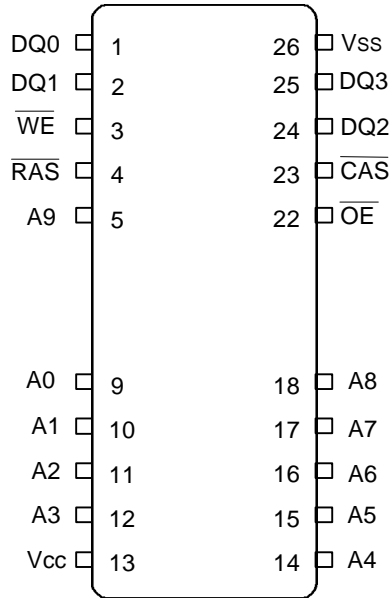 DQ0 1 26 Vss
DQ1 2 25 DQ3
WE 3 24 DQ2
RAS 4 23 CAS
A9 5 22 OE
A0 9 18 A8
A1 10 17 A7
A2 11 16 A6
A3 12 15 A5
Vcc 13 14 A4